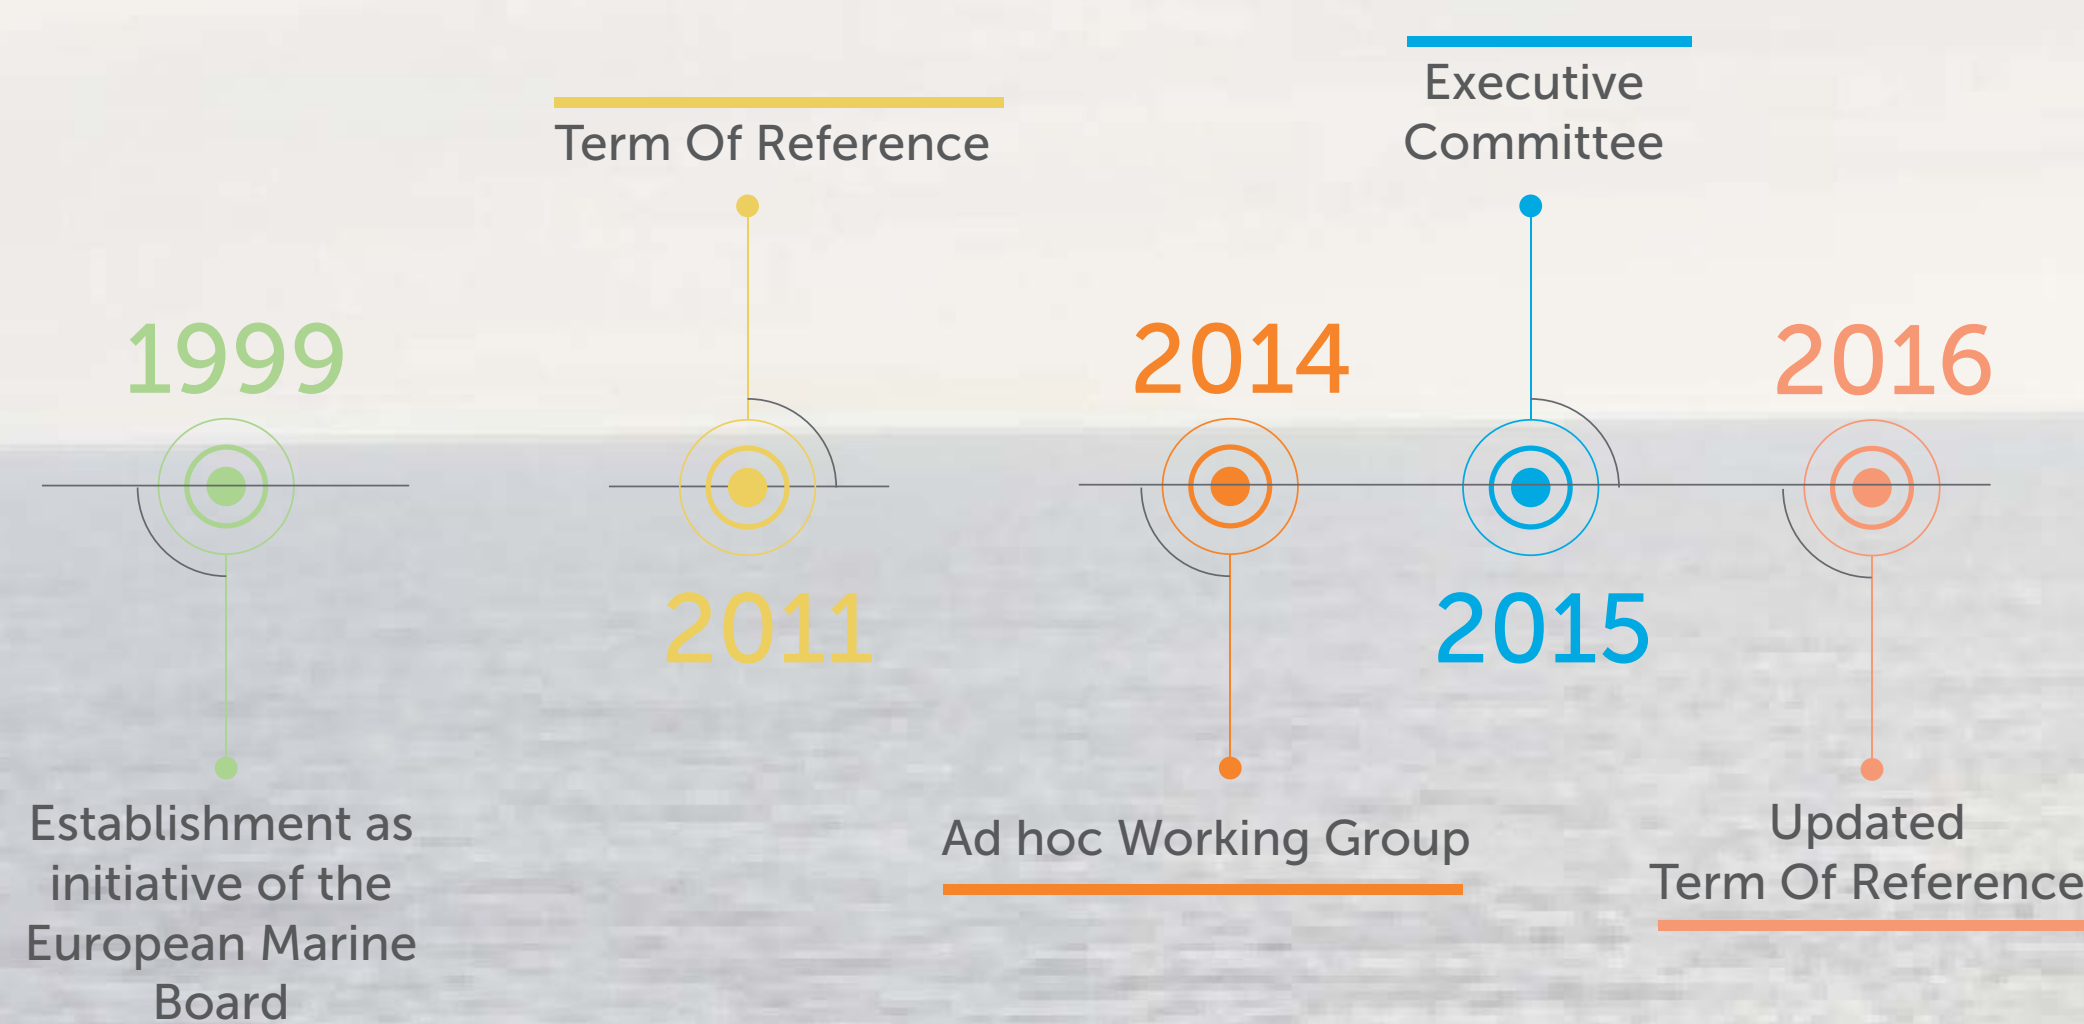 1999
Establishment as
initiative of the
European Marine
Board
Term Of Reference
2011
2014
Ad hoc Working Group
Executive
Committee
2015
2016
Updated
Term Of Reference